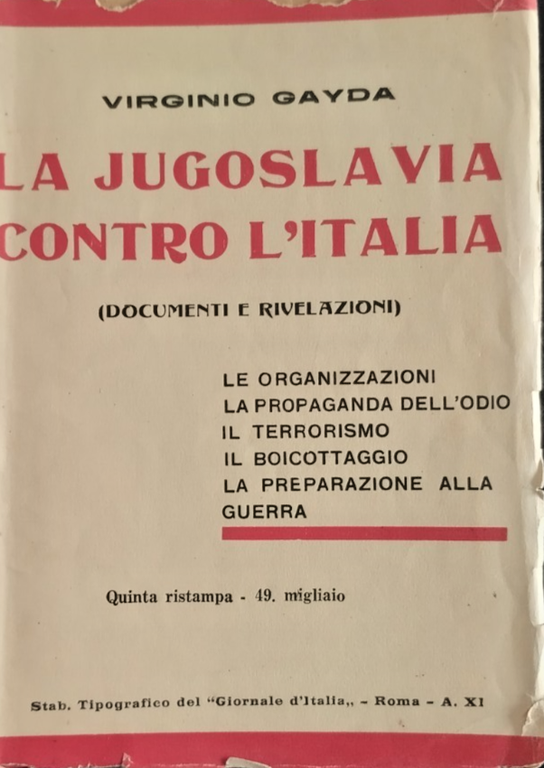 VIRGINIO GAYDA
LA JUGOSLAVIA
CONTRO L'ITALIA
(DOCUMENTI E RIVELAZIONI)
LE ORGANIZZAZIONI
LA PROPAGANDA DELL'ODIO
IL TERRORISMO
IL BOICOTTAGGIO
LA PREPARAZIONE ALLA
GUERRA
Quinta ristampa - 49. migliaio
Stab. Tipografico del "Giornale d'Italia„ - Roma - A. XI